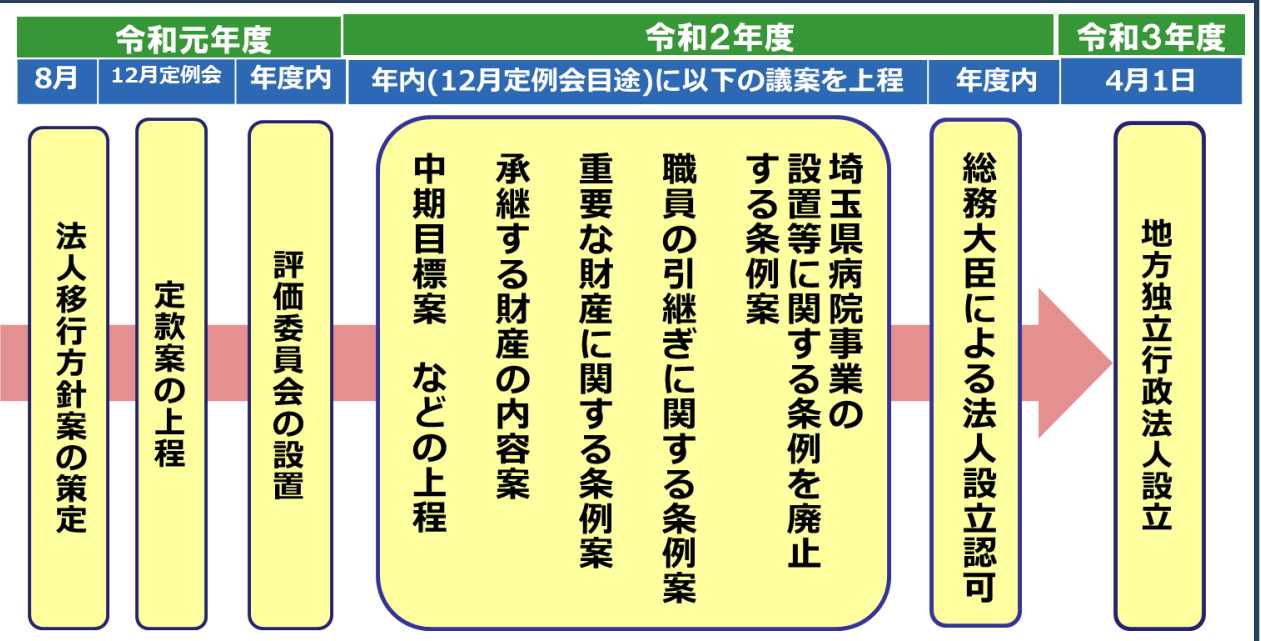 令和元年度
令和2年度
令和3年度
8月
12月定例会
年度内
年内(12月定例会目途)に以下の議案を上程
年度内
4月1日
法人移行方針案の策定
定款案の上程
評価委員会の設置
埼玉県病院事業の
設置等に関する条例を廃止
する条例案
職員の引継ぎに関する条例案
重要な財産に関する条例案
承継する財産の内容案
中期目標案 などの上程
総務大臣による法人設立認可
地方独立行政法人設立